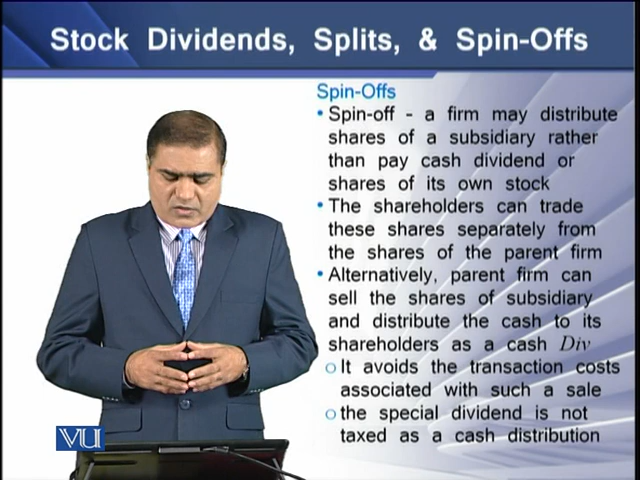 Stock Dividends, Splits, & Spin-Offs
Spin-Offs
• Spin-off - a firm may distribute
shares of a subsidiary rather
than pay cash dividend or
shares of its own stock
• The shareholders can trade
these shares separately from
the shares of the parent firm
• Alternatively, parent firm can
sell the shares of subsidiary
and distribute the cash to its
shareholders as a cash Div
o It avoids the transaction costs
associated with such a sale
o the special dividend is not
taxed as a cash distribution
VU